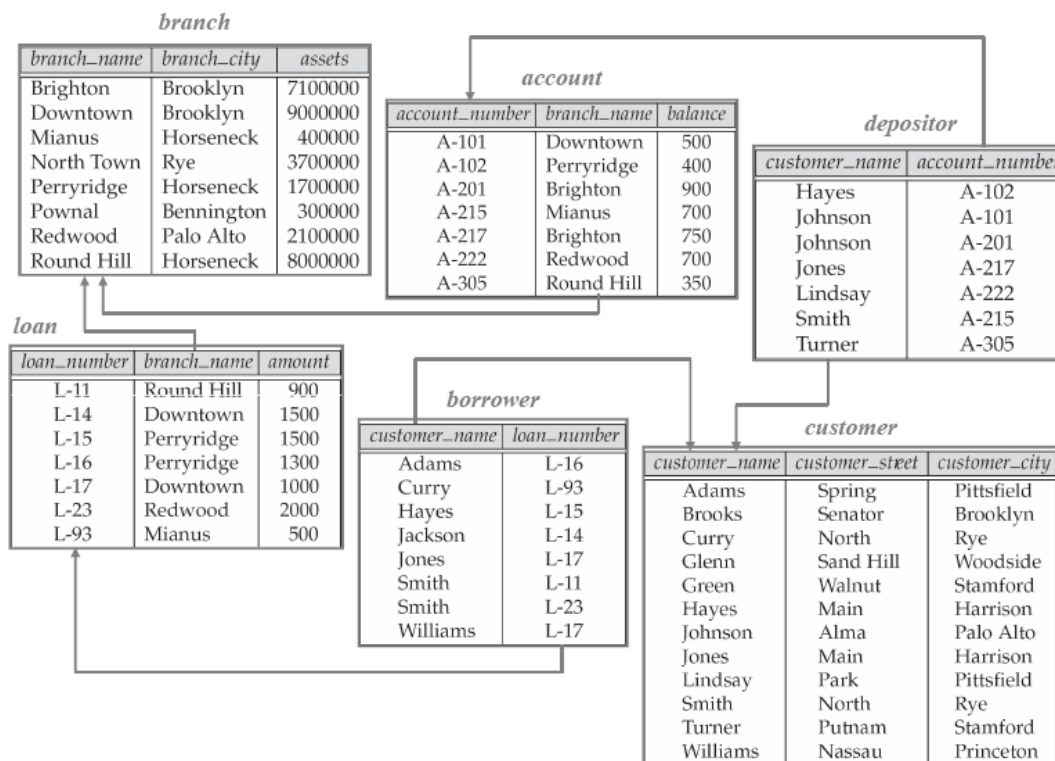 branch
branch_name branch_city assets
Brighton Brooklyn 7100000
Downtown Brooklyn 9000000
Mianus Horseneck 400000
North Town Rye 3700000
Perryridge Horseneck 1700000
Pownal Bennington 300000
Redwood Palo Alto 2100000
Round Hill Horseneck 8000000
account
account_number branch_name balance
A-101 Downtown 500
A-102 Perryridge 400
A-201 Brighton 900
A-215 Mianus 700
A-217 Brighton 750
A-222 Redwood 700
A-305 Round Hill 350
depositor
customer_name account_number
Hayes A-102
Johnson A-101
Johnson A-201
Jones A-217
Lindsay A-222
Smith A-215
Turner A-305
loan
loan_number branch_name amount
L-11 Round Hill 900
L-14 Downtown 1500
L-15 Perryridge 1500
L-16 Perryridge 1300
L-17 Downtown 1000
L-23 Redwood 2000
L-93 Mianus 500
borrower
customer_name loan_number
Adams L-16
Curry L-93
Hayes L-15
Jackson L-14
Jones L-17
Smith L-11
Smith L-23
Williams L-17
customer
customer_name customer_street customer_city
Adams Spring Pittsfield
Brooks Senator Brooklyn
Curry North Rye
Glenn Sand Hill Woodside
Green Walnut Stamford
Hayes Main Harrison
Johnson Alma Palo Alto
Jones Main Harrison
Lindsay Park Pittsfield
Smith North Rye
Turner Putnam Stamford
Williams Nassau Princeton